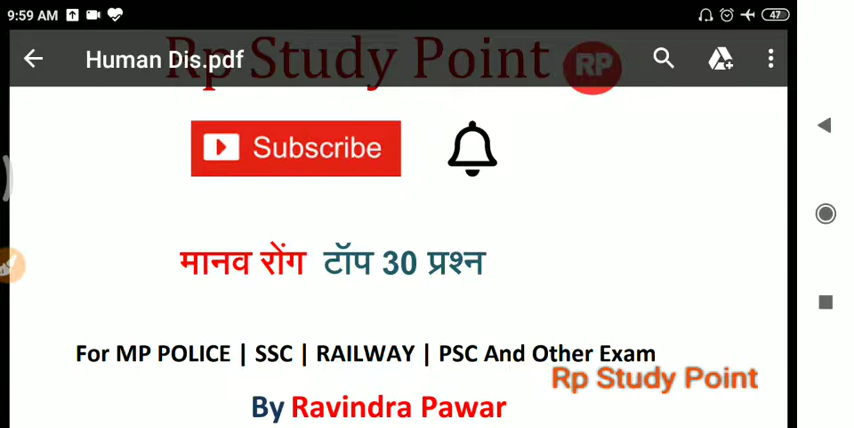 9:59 AM 47
Rp Study Point RP
Human Dis.pdf
Subscribe
मानव रोंग टॉप 30 प्रश्न
For MP POLICE | SSC | RAILWAY | PSC And Other Exam
Rp Study Point
By Ravindra Pawar